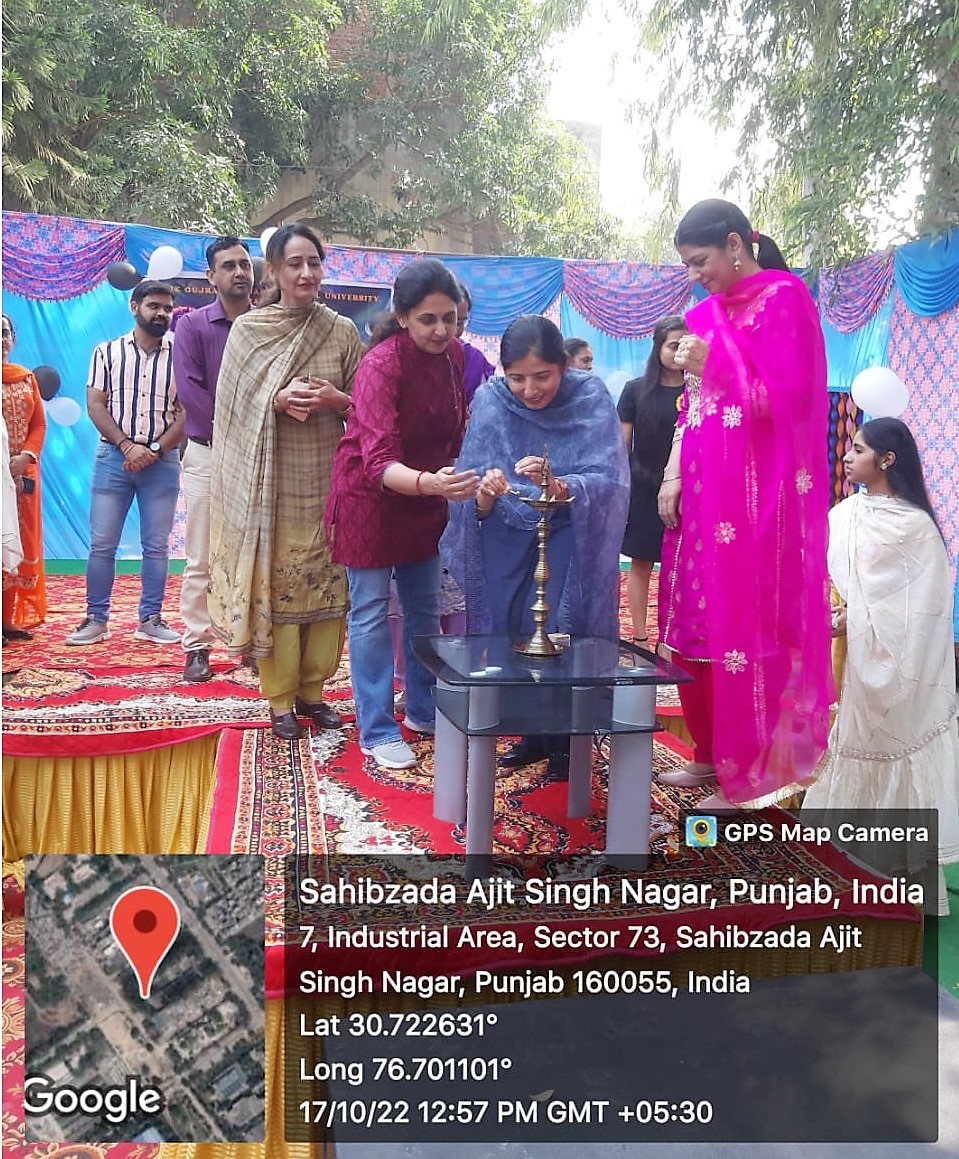 UNIVERSITY
GPS Map Camera
Sahibzada Ajit Singh Nagar, Punjab, India
7, Industrial Area, Sector 73, Sahibzada Ajit
Singh Nagar, Punjab 160055, India
Lat 30.722631°
Long 76.701101°
17/10/22 12:57 PM GMT +05:30
Google